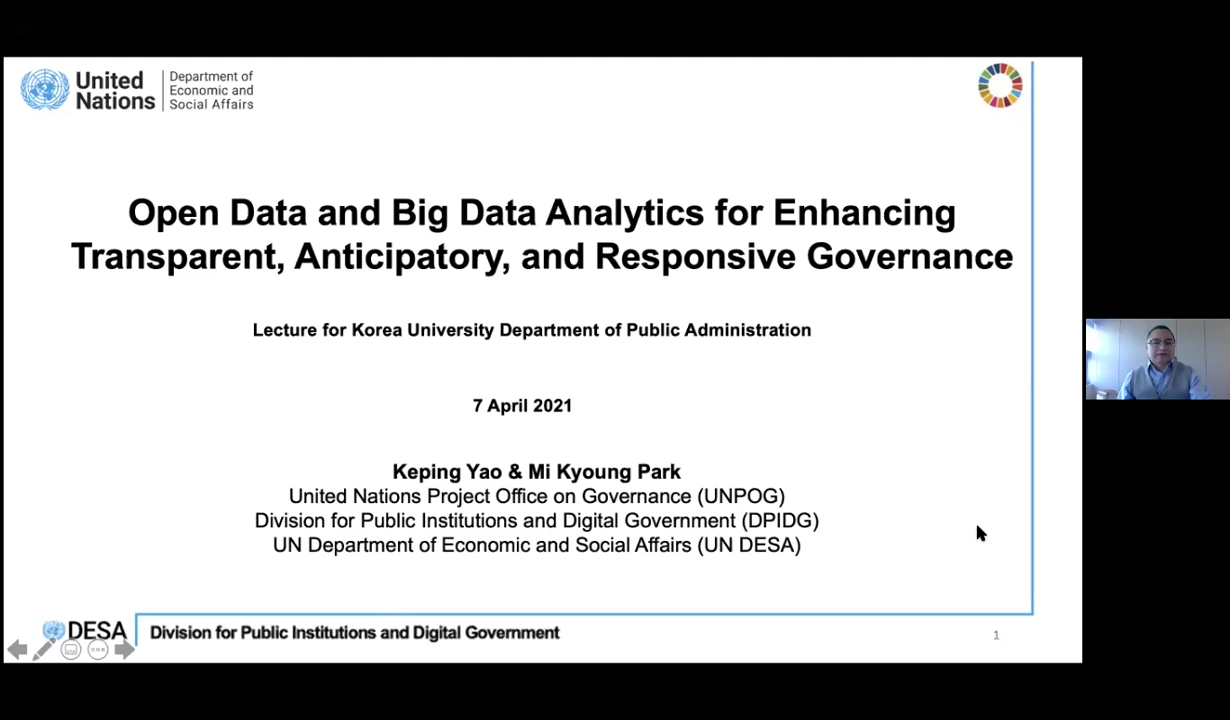 United Nations
Department of Economic and Social Affairs
Open Data and Big Data Analytics for Enhancing
Transparent, Anticipatory, and Responsive Governance
Lecture for Korea University Department of Public Administration
7 April 2021
Keping Yao & Mi Kyoung Park
United Nations Project Office on Governance (UNPOG)
Division for Public Institutions and Digital Government (DPIDG)
UN Department of Economic and Social Affairs (UN DESA)
DESA
Division for Public Institutions and Digital Government
1